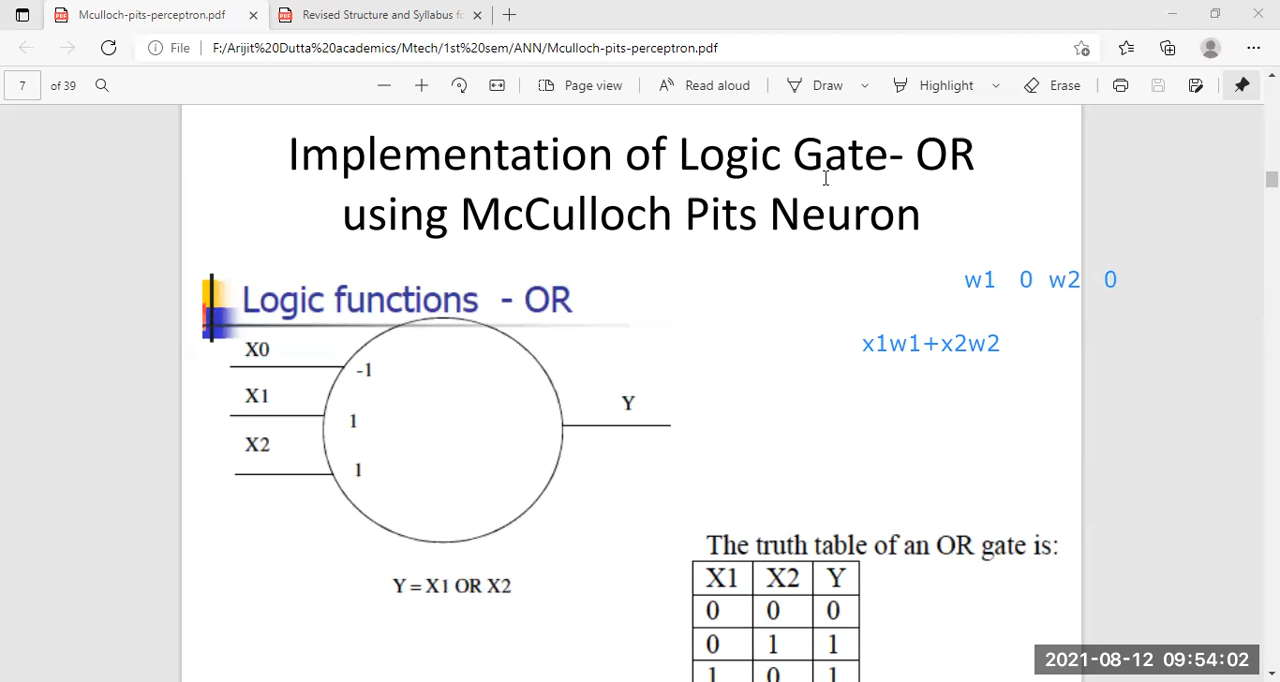 Mculloch-pits-perceptron.pdf
Revised Structure and Syllabus fo
File F:/Arijit%20Dutta%20academics/Mtech/1st%20sem/ANN/Mculloch-pits-perceptron.pdf
7 of 39 Page view Read aloud Draw Highlight Erase
Implementation of Logic Gate- OR
using McCulloch Pits Neuron
w1 0 w2 0
Logic functions - OR
x1w1+x2w2
X0
-1
X1
1
Y
X2
1
The truth table of an OR gate is:
Y = X1 OR X2
X1 X2 Y
0 0 0
0 1 1
1 0 1
2021-08-12 09:54:02